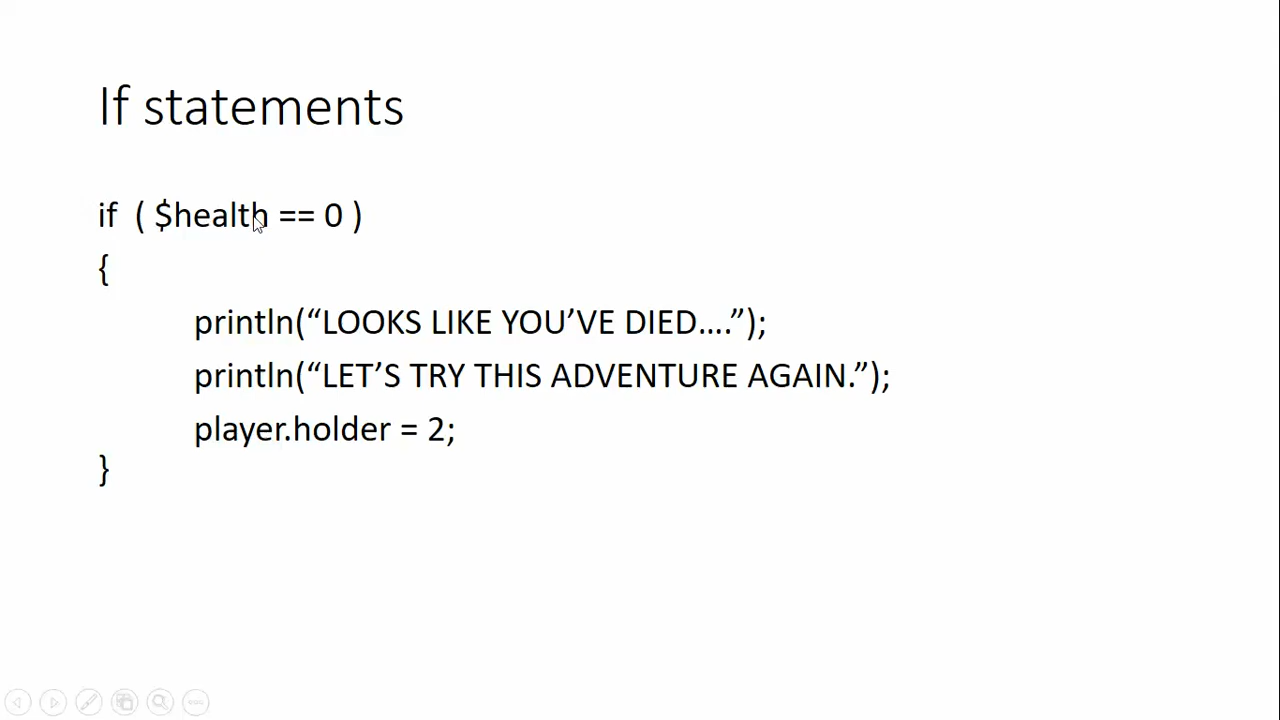 If statements
if ( $health == 0 )
{
println(“LOOKS LIKE YOU’VE DIED….”);
println(“LET’S TRY THIS ADVENTURE AGAIN.”);
player.holder = 2;
}